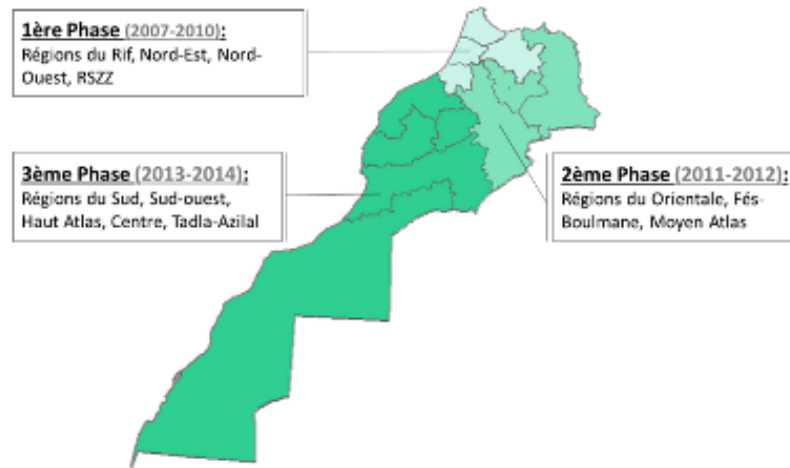 1ère Phase (2007-2010):
Régions du Rif, Nord-Est, Nord-
Ouest, RSZZ
3ème Phase (2013-2014):
Régions du Sud, Sud-ouest,
Haut Atlas, Centre, Tadla-Azilal
2ème Phase (2011-2012):
Régions du Orientale, Fés-
Boulmane, Moyen Atlas